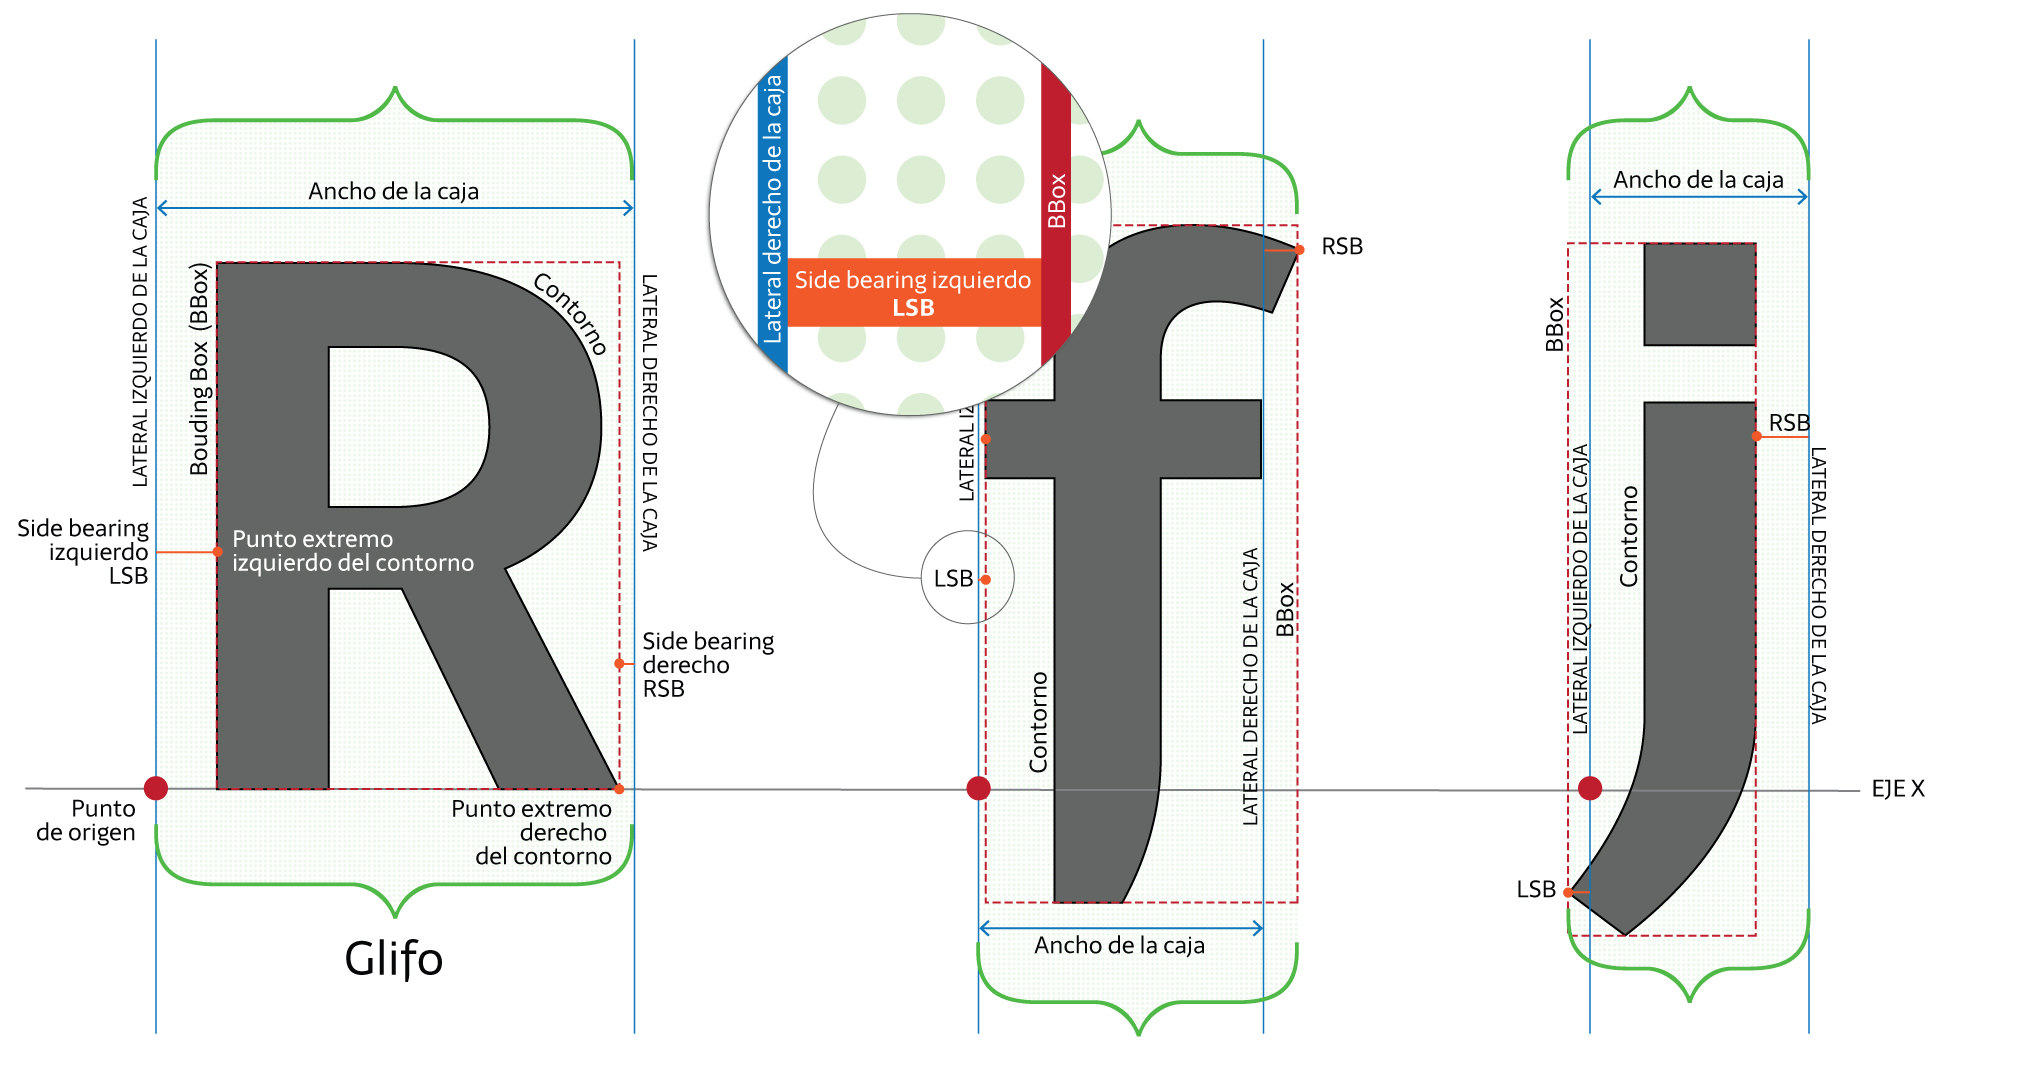 Ancho de la caja
LATERAL IZQUIERDO DE LA CAJA
Bouding Box (BBox)
Contorno
LATERAL DERECHO DE LA CAJA
Side bearing
izquierdo
LSB
Punto extremo
izquierdo del contorno
Side bearing
derecho
RSB
Punto
de origen
Punto extremo
derecho
del contorno
Glifo
Lateral derecho de la caja
BBox
Side bearing izquierdo
LSB
RSB
LATERAL IZ
LSB
Contorno
LATERAL DERECHO DE LA CAJA
BBox
Ancho de la caja
Ancho de la caja
BBox
RSB
LATERAL IZQUIERDO DE LA CAJA
Contorno
LATERAL DERECHO DE LA CAJA
EJE X
LSB